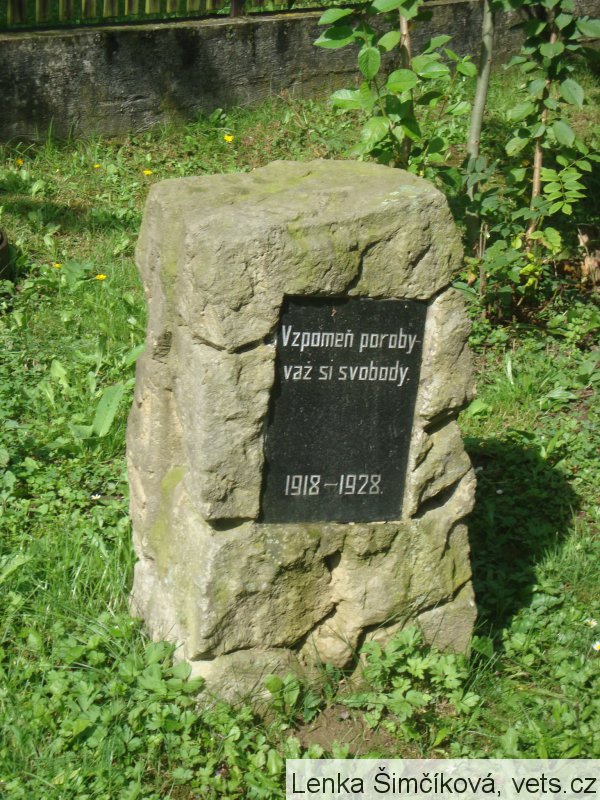 Vzpomeň poroby-
važ si svobody.
1918-1928.
Lenka Šimčíková, vets.cz